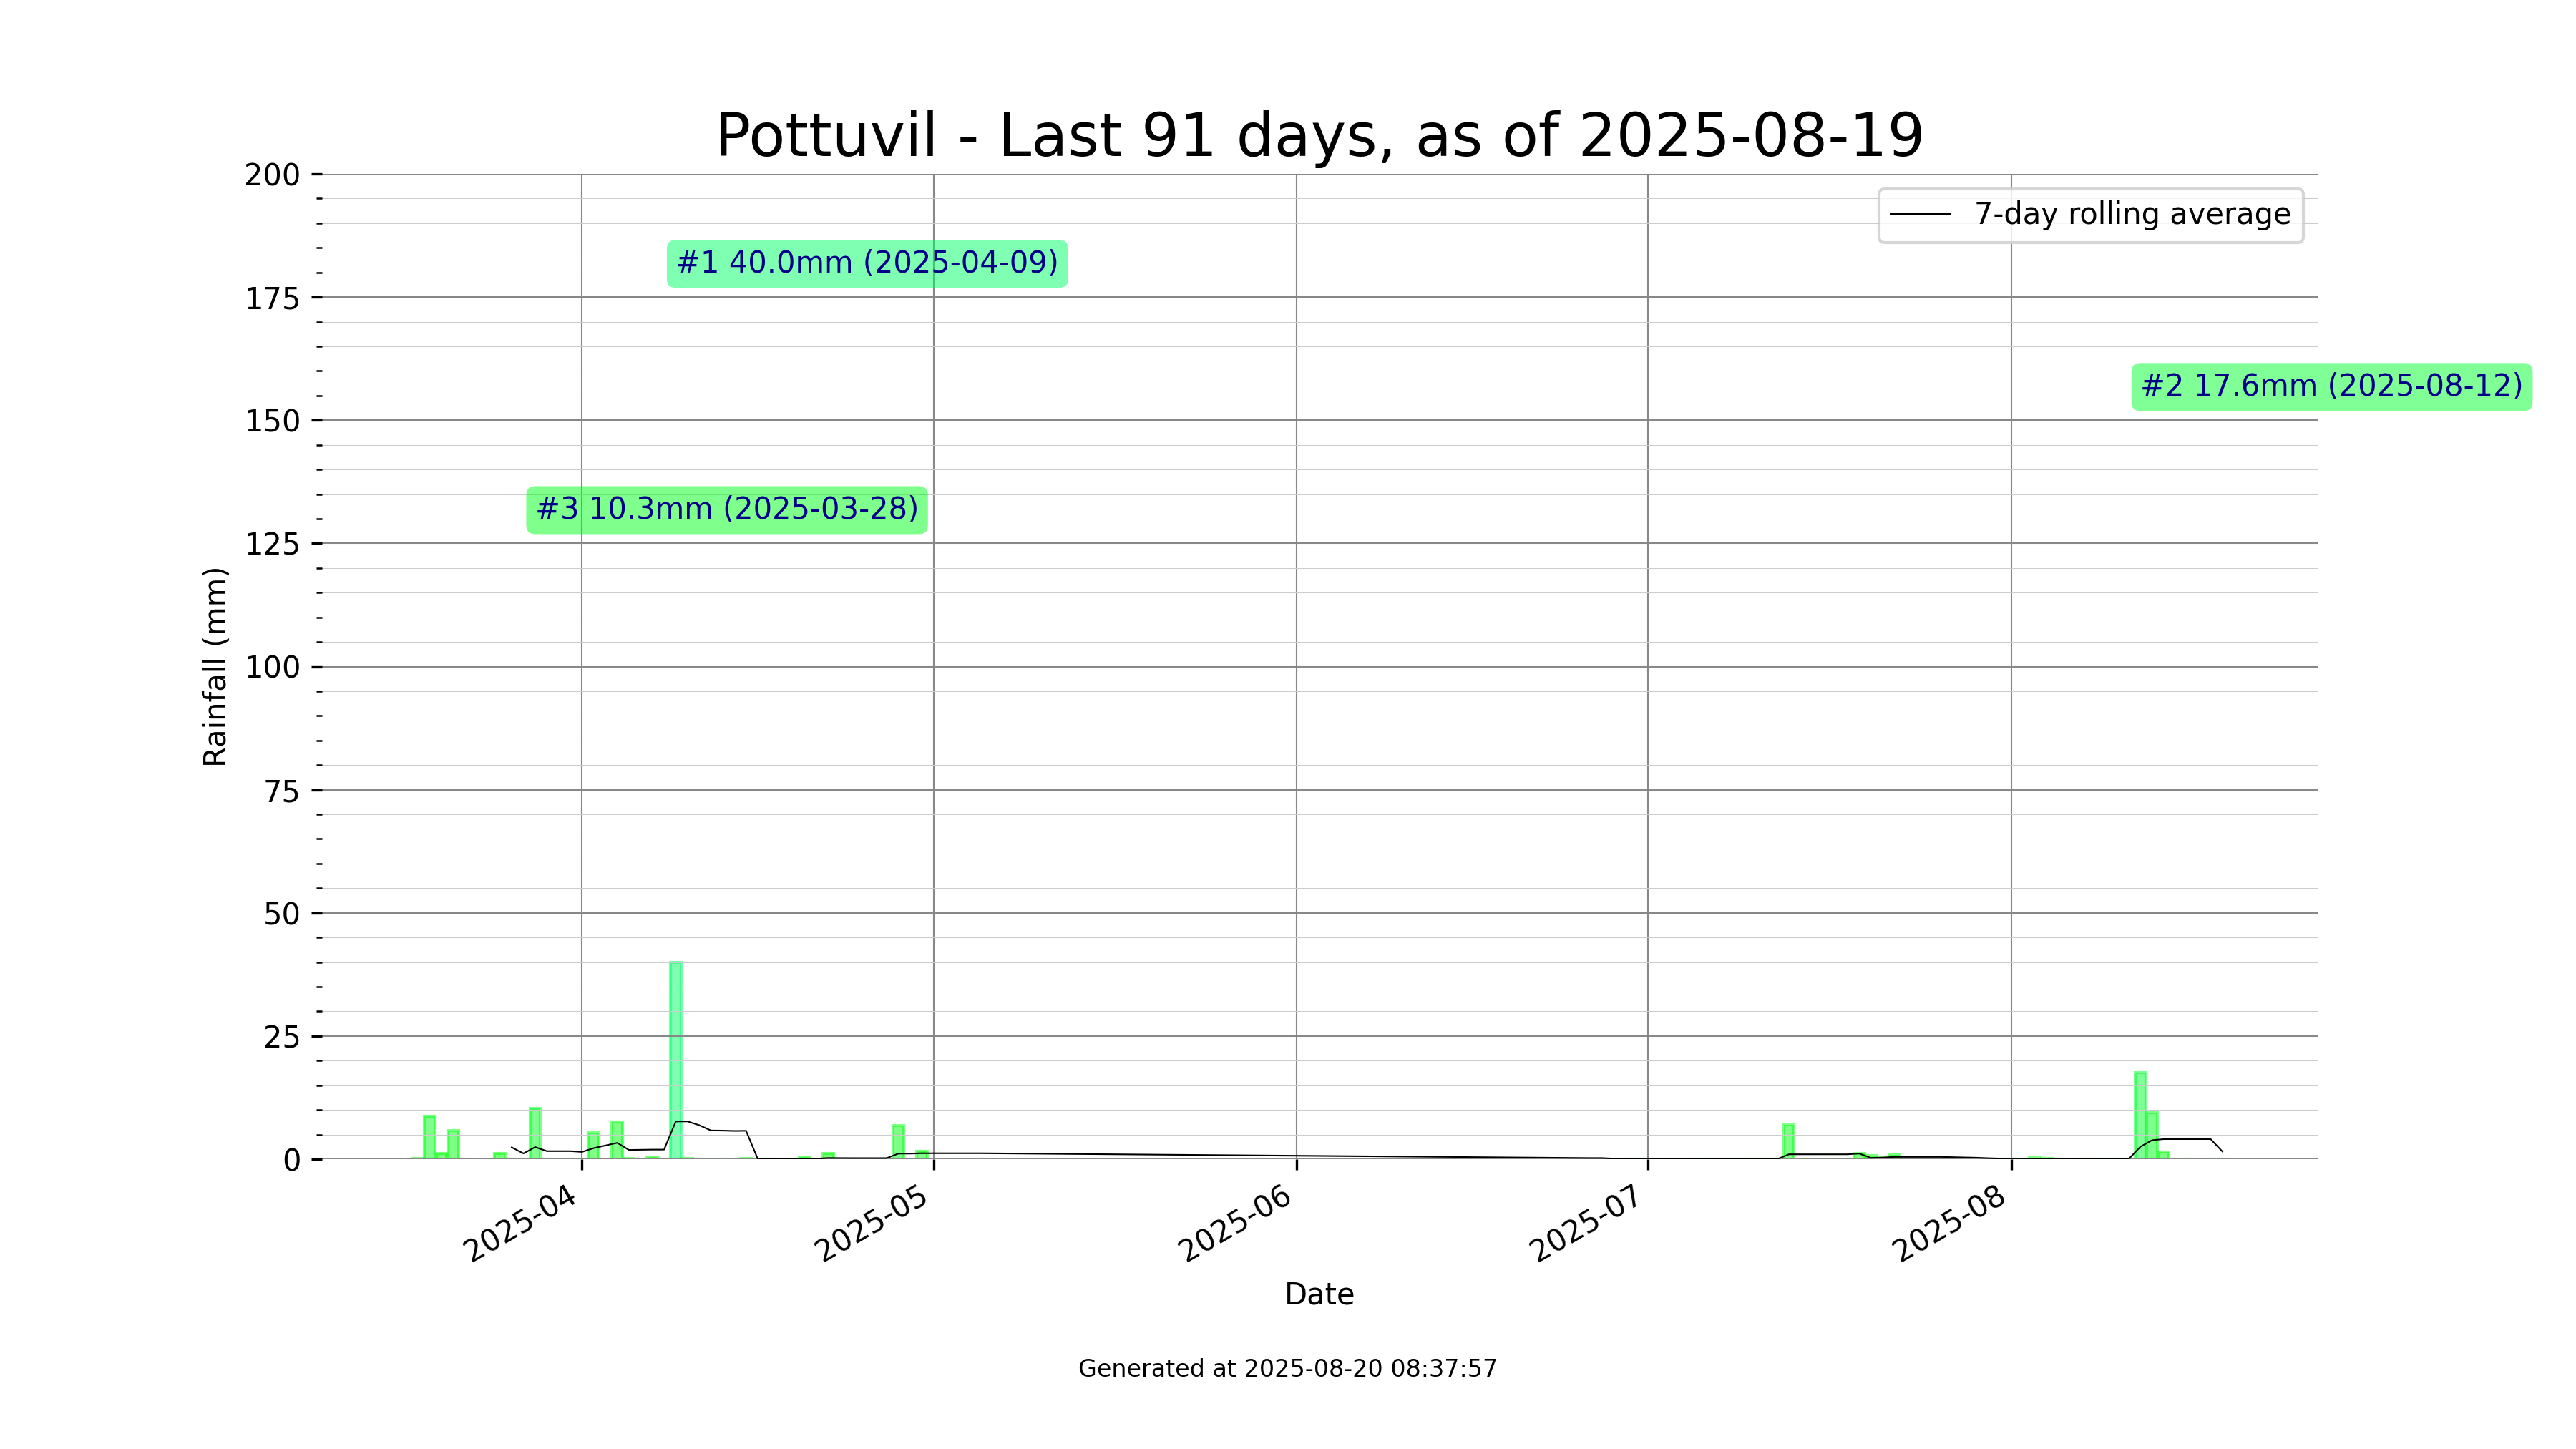 Pottuvil - Last 91 days, as of 2025-08-19
200
175
150
125
100
75
50
25
0
Rainfall (mm)
7-day rolling average
#1 40.0mm (2025-04-09)
#2 17.6mm (2025-08-12)
#3 10.3mm (2025-03-28)
2025-04
2025-05
2025-06
2025-07
2025-08
Date
Generated at 2025-08-20 08:37:57